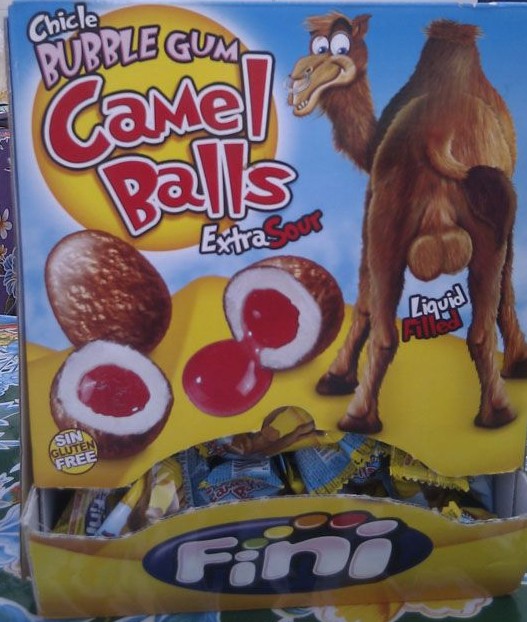 Chicle
BUBBLE GUM
Camel
Balls
Extra Sour
Liquid
Filled
SIN
GLUTEN
FREE
Fini